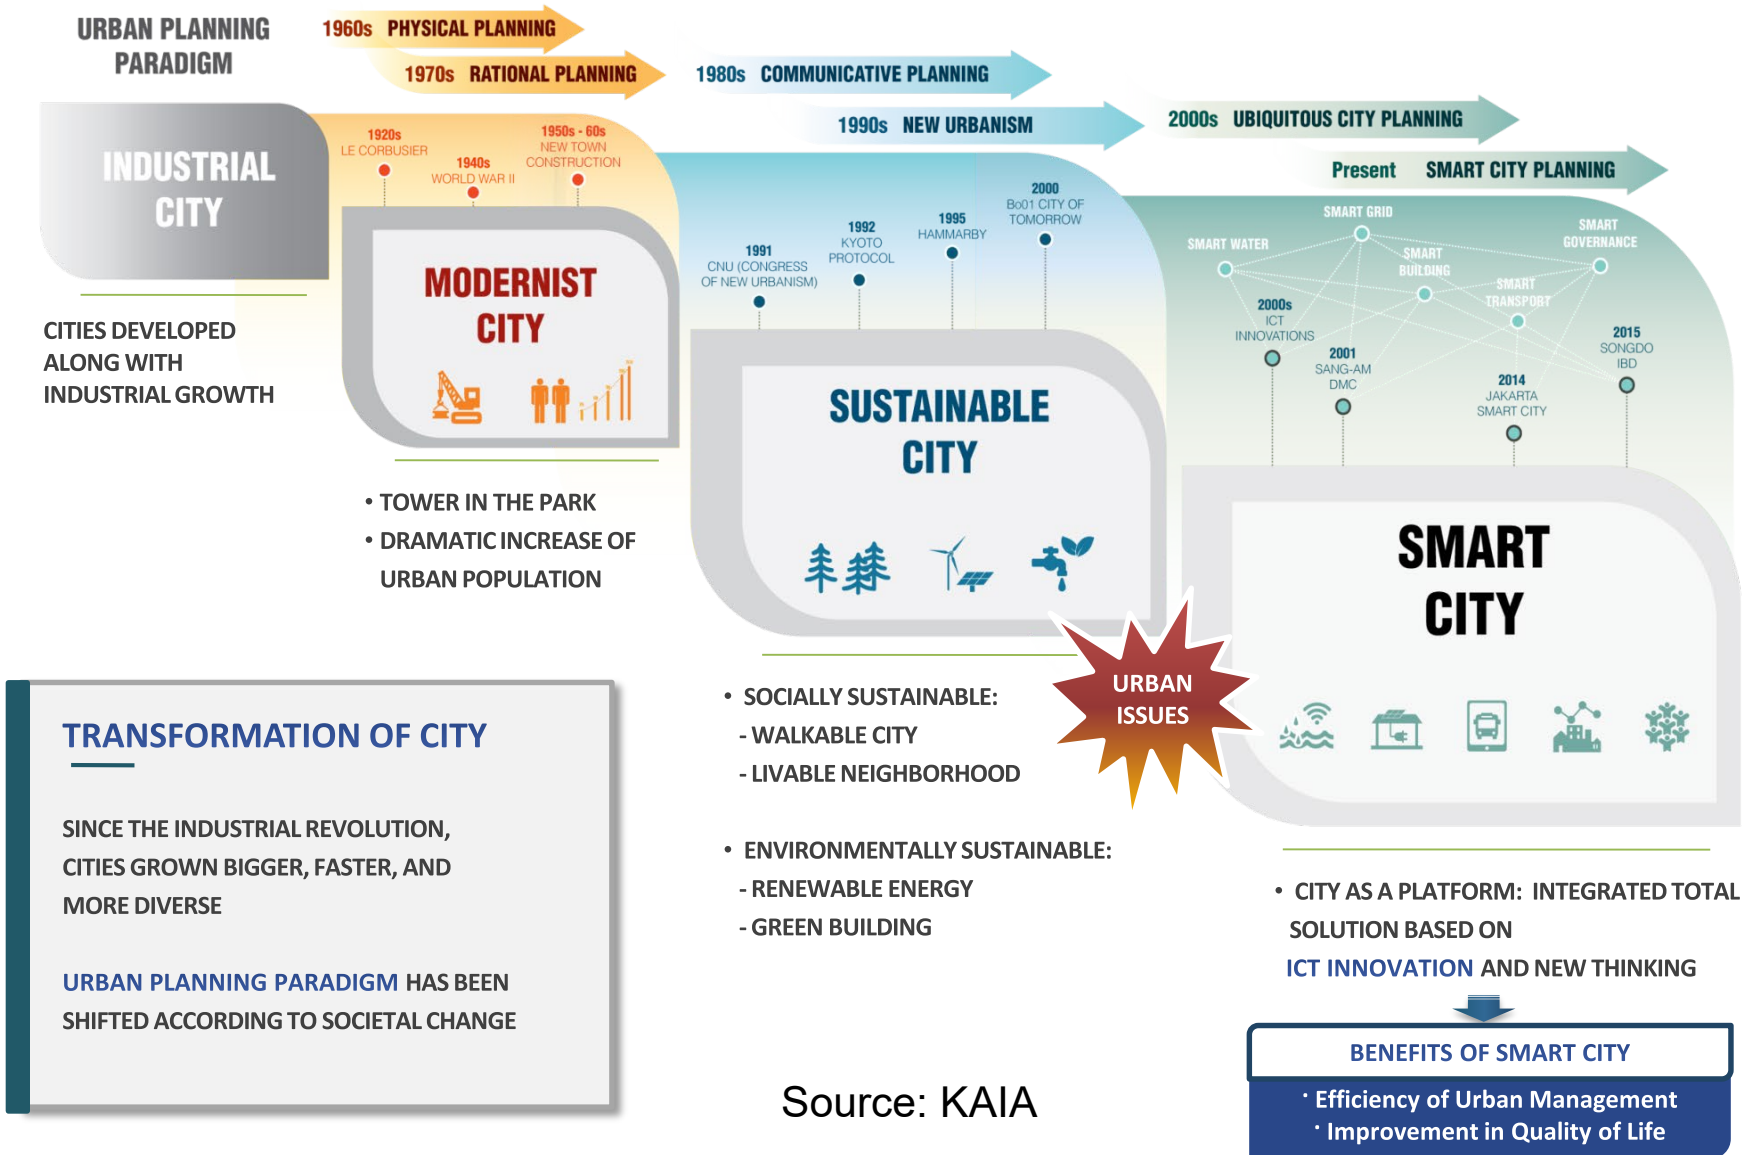 URBAN PLANNING
PARADIGM
1960s PHYSICAL PLANNING
1970s RATIONAL PLANNING
1980s COMMUNICATIVE PLANNING
1990s NEW URBANISM
2000s UBIQUITOUS CITY PLANNING
Present SMART CITY PLANNING
INDUSTRIAL
CITY
CITIES DEVELOPED
ALONG WITH
INDUSTRIAL GROWTH
1920s
LE CORBUSIER
1940s
WORLD WAR II
1950s - 60s
NEW TOWN
CONSTRUCTION
MODERNIST
CITY
• TOWER IN THE PARK
• DRAMATIC INCREASE OF
URBAN POPULATION
1991
CNU (CONGRESS
OF NEW URBANISM)
1992
KYOTO
PROTOCOL
1995
HAMMARBY
2000
Bo01 CITY OF
TOMORROW
SUSTAINABLE
CITY
• SOCIALLY SUSTAINABLE:
- WALKABLE CITY
- LIVABLE NEIGHBORHOOD
• ENVIRONMENTALLY SUSTAINABLE:
- RENEWABLE ENERGY
- GREEN BUILDING
URBAN
ISSUES
SMART WATER
SMART GRID
SMART
BUILDING
SMART
TRANSPORT
SMART
GOVERNANCE
2000s
ICT
INNOVATIONS
2001
SANG-AM
DMC
2014
JAKARTA
SMART CITY
2015
SONGDO
IBD
SMART
CITY
• CITY AS A PLATFORM: INTEGRATED TOTAL
SOLUTION BASED ON
ICT INNOVATION AND NEW THINKING
BENEFITS OF SMART CITY
· Efficiency of Urban Management
· Improvement in Quality of Life
TRANSFORMATION OF CITY
SINCE THE INDUSTRIAL REVOLUTION,
CITIES GROWN BIGGER, FASTER, AND
MORE DIVERSE
URBAN PLANNING PARADIGM HAS BEEN
SHIFTED ACCORDING TO SOCIETAL CHANGE
Source: KAIA